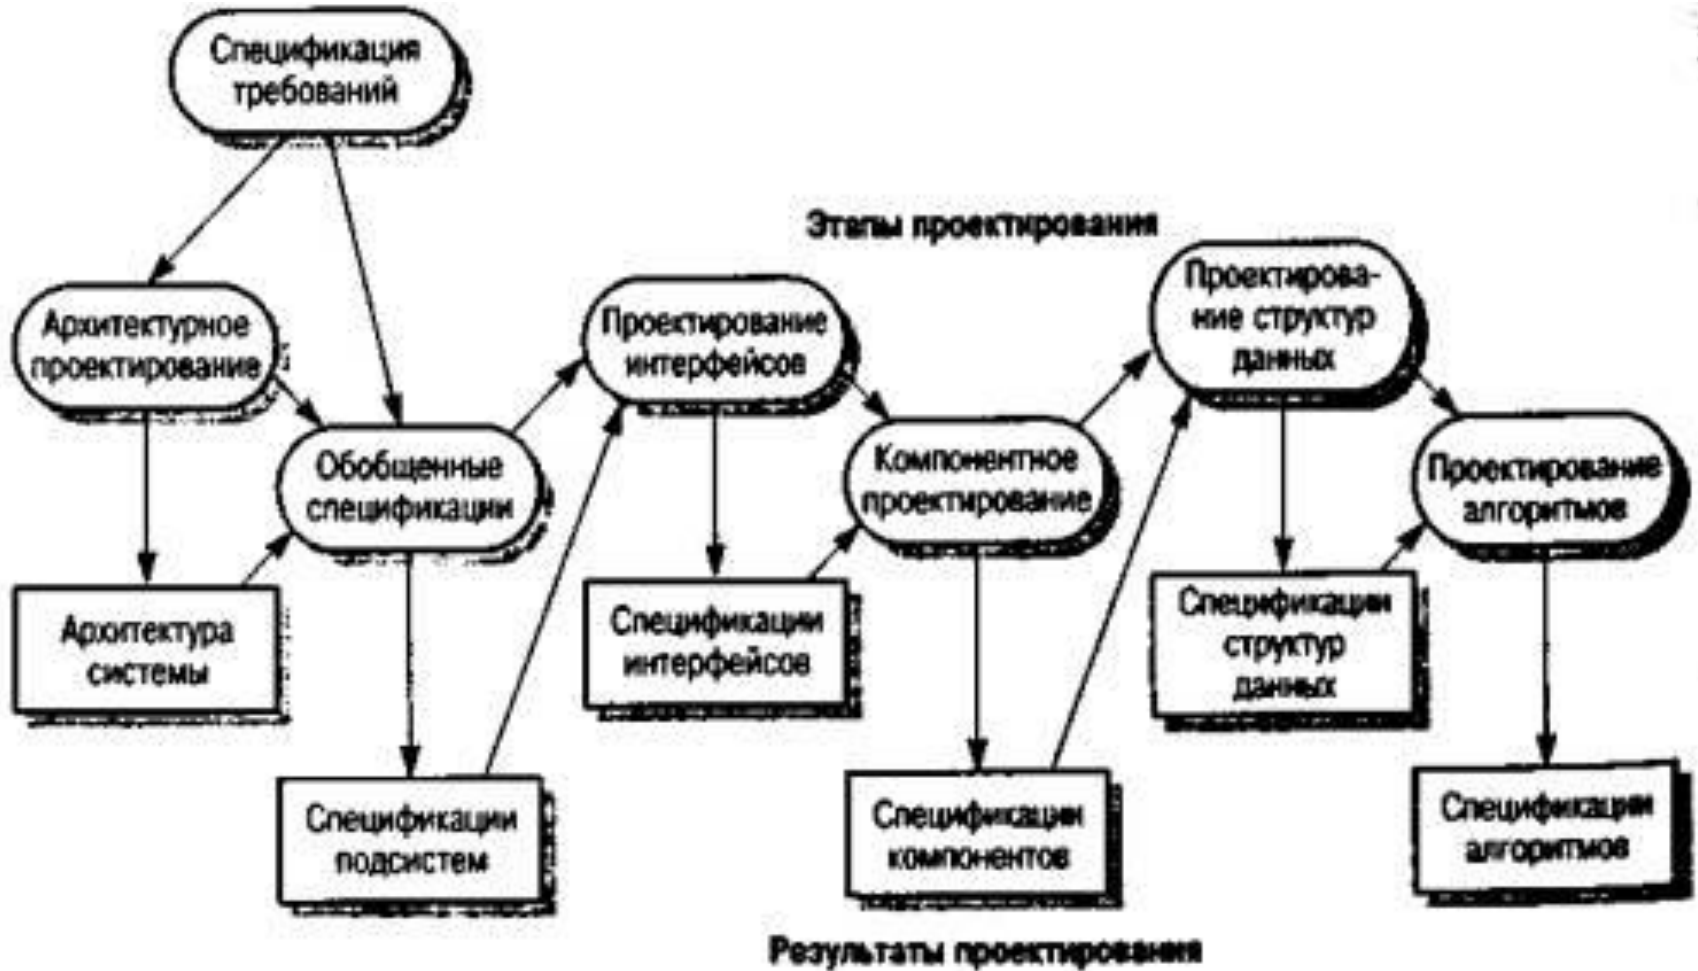 Спецификация
требований
Этапы проектирования
Архитектурное
проектирование
Проектирование
интерфейсов
Проектирова-
ние структур
данных
Обобщенные
спецификации
Компонентное
проектирование
Проектирование
алгоритмов
Архитектура
системы
Спецификации
интерфейсов
Спецификации
структур
данных
Спецификации
подсистем
Спецификации
компонентов
Спецификации
алгоритмов
Результаты проектирования